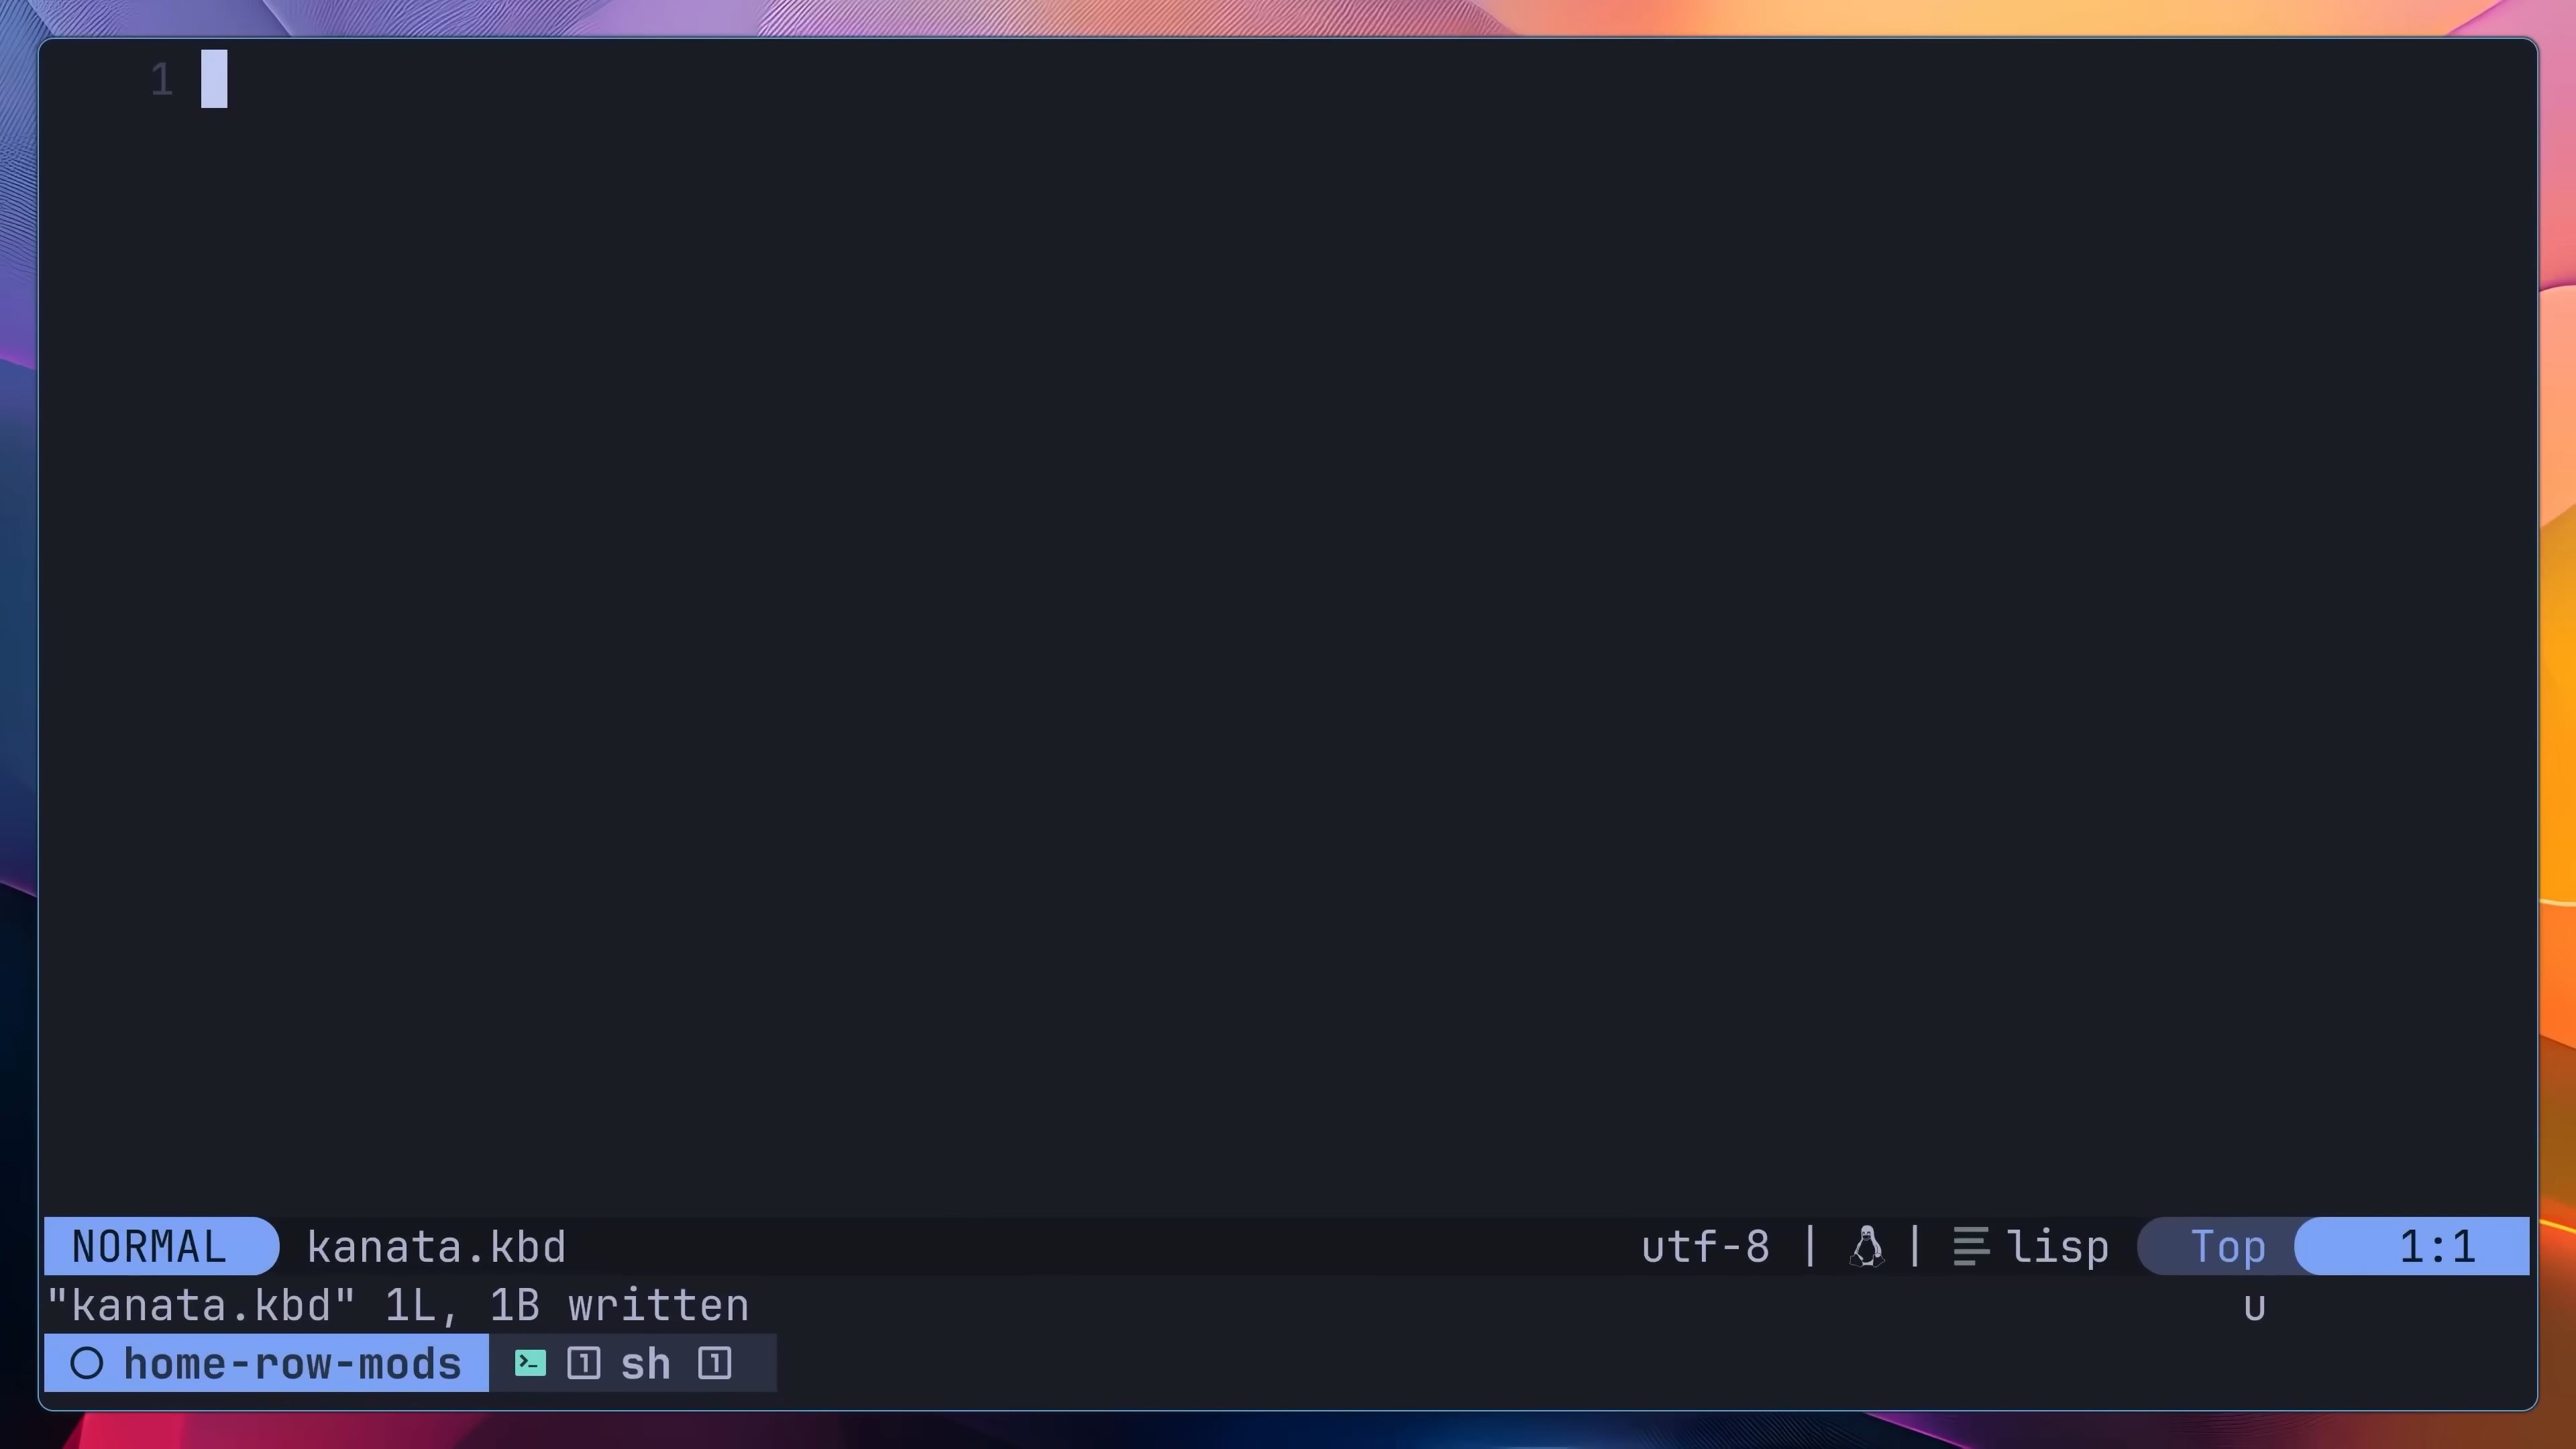 1
NORMAL kanata.kbd utf-8 | | lisp Top 1:1
"kanata.kbd" 1L, 1B written u
home-row-mods 1 sh 1